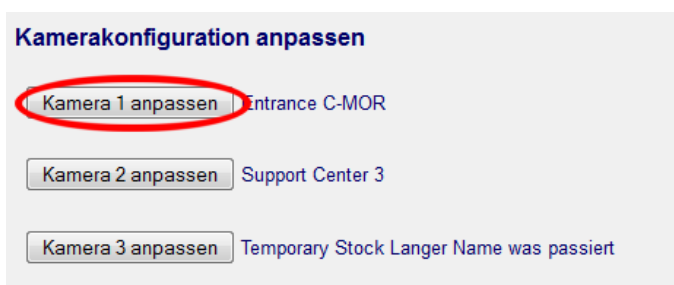 Kamerakonfiguration anpassen
Kamera 1 anpassen Entrance C-MOR
Kamera 2 anpassen Support Center 3
Kamera 3 anpassen Temporary Stock Langer Name was passiert